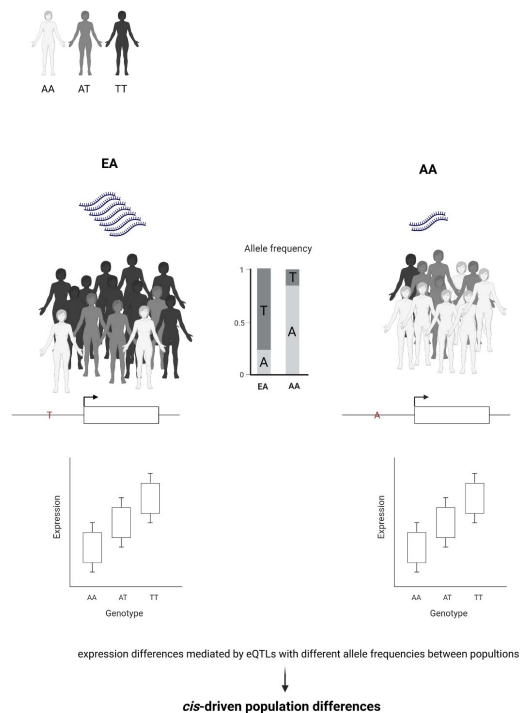 AA AT TT
EA
AA
Allele frequency
1
0.5
0
T
A
T
A
EA
AA
T
A
Expression
AA AT TT
Genotype
Expression
AA AT TT
Genotype
expression differences mediated by eQTLs with different allele frequencies between popultions
cis-driven population differences